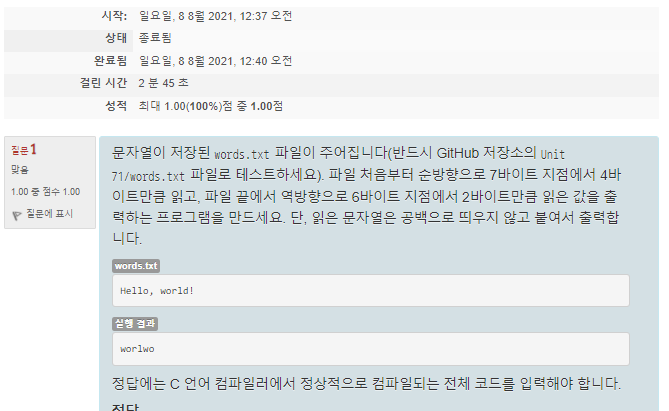 시작: 일요일, 8 8월 2021, 12:37 오전
상태 종료됨
완료됨 일요일, 8 8월 2021, 12:40 오전
걸린 시간 2 분 45 초
성적 최대 1.00(100%)점 중 1.00점
질문 1
맞음
1.00 중 점수 1.00
질문에 표시
문자열이 저장된 words.txt 파일이 주어집니다(반드시 GitHub 저장소의 Unit
71/words.txt 파일로 테스트하세요). 파일 처음부터 순방향으로 7바이트 지점에서 4바
이트만큼 읽고, 파일 끝에서 역방향으로 6바이트 지점에서 2바이트만큼 읽은 값을 출
력하는 프로그램을 만드세요. 단, 읽은 문자열은 공백으로 띄우지 않고 붙여서 출력합
니다.
words.txt
Hello, world!
실행 결과
worlwo
정답에는 C 언어 컴파일러에서 정상적으로 컴파일되는 전체 코드를 입력해야 합니다.
정답